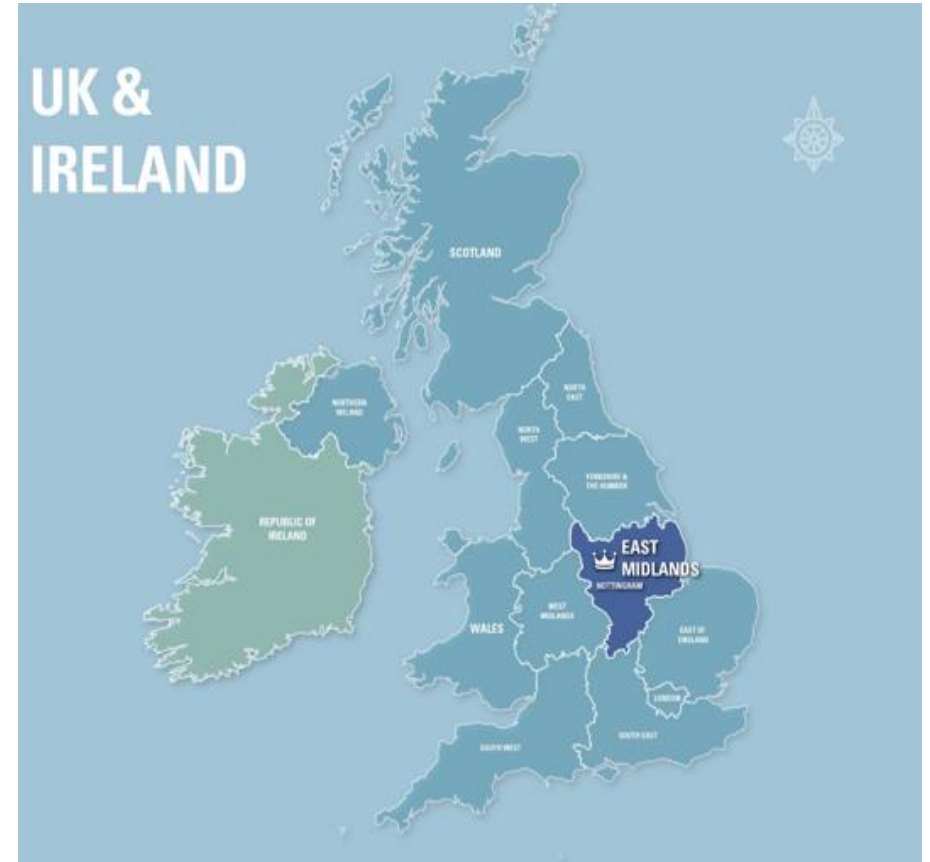 UK &
IRELAND
SCOTLAND
NORTHERN
IRELAND
NORTH
EAST
NORTH
WEST
YORKSHIRE &
THE HUMBER
REPUBLIC OF
IRELAND
EAST
MIDLANDS
NOTTINGHAM
WEST
MIDLANDS
WALES
EAST OF
ENGLAND
LONDON
SOUTH EAST
SOUTH WEST